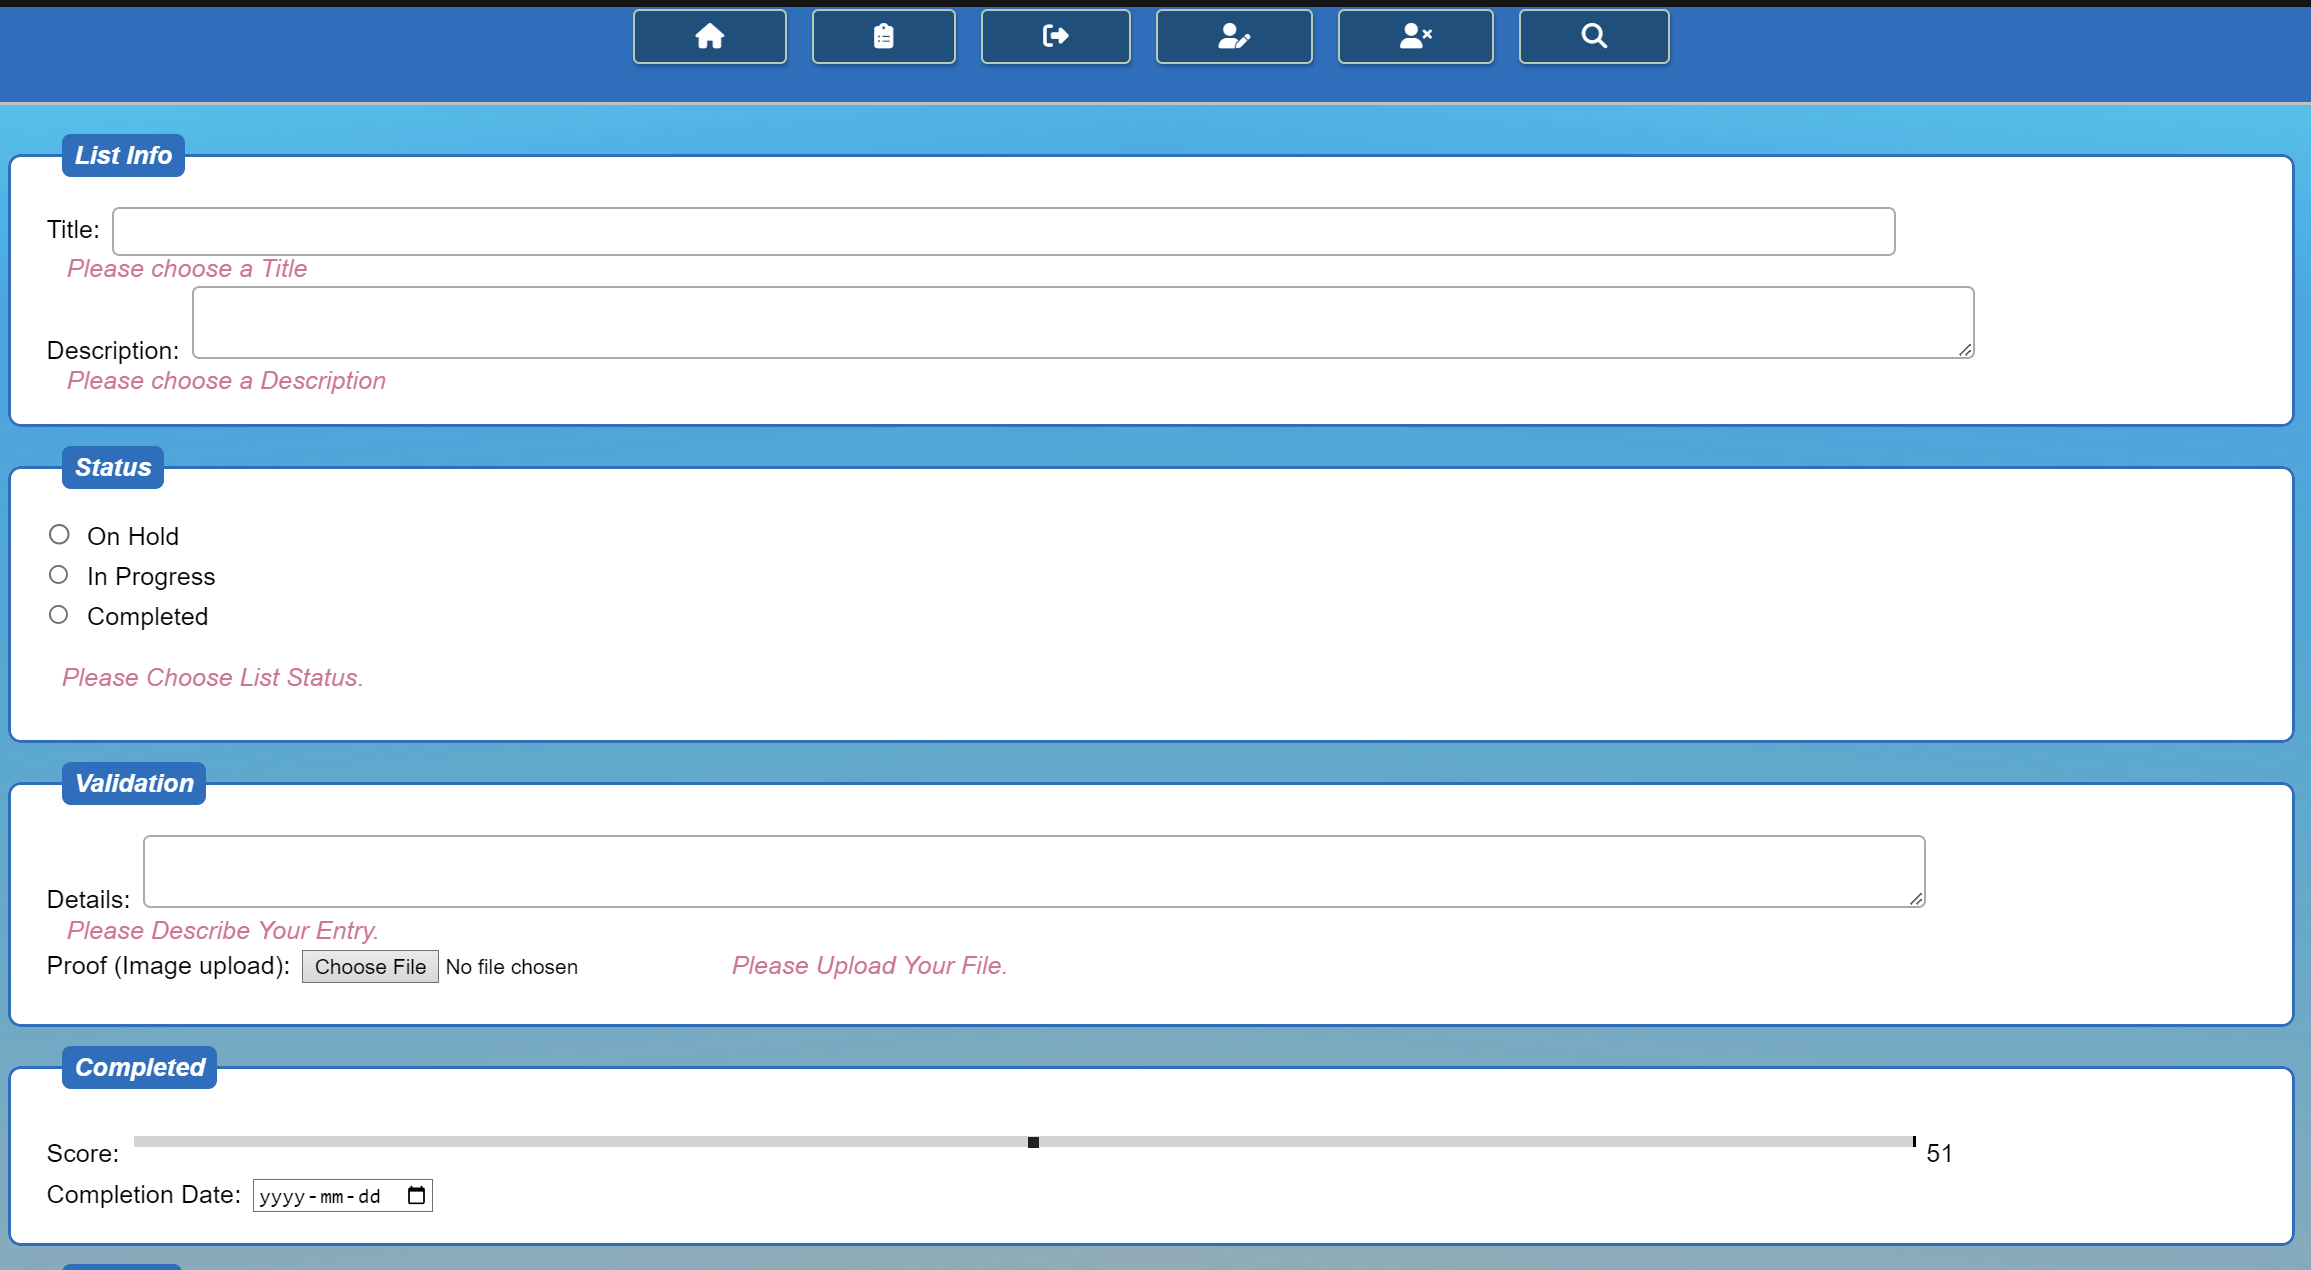 List Info
Title:
Please choose a Title
Description:
Please choose a Description
Status
On Hold
In Progress
Completed
Please Choose List Status.
Validation
Details:
Please Describe Your Entry.
Proof (Image upload): Choose File No file chosen Please Upload Your File.
Completed
Score: 51
Completion Date: yyyy-mm-dd